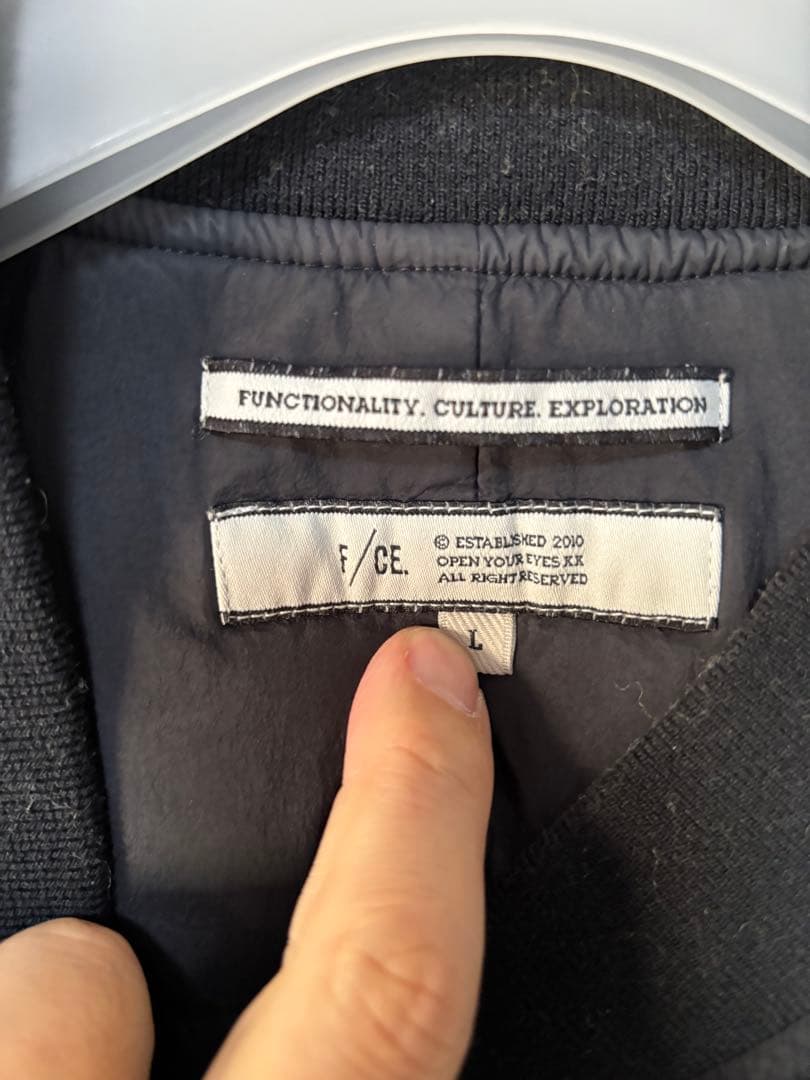 FUNCTIONALITY. CULTURE. EXPLORATION
F/CE.
© ESTABLISHED 2010
OPEN YOUR EYES KK
ALL RIGHT RESERVED
L